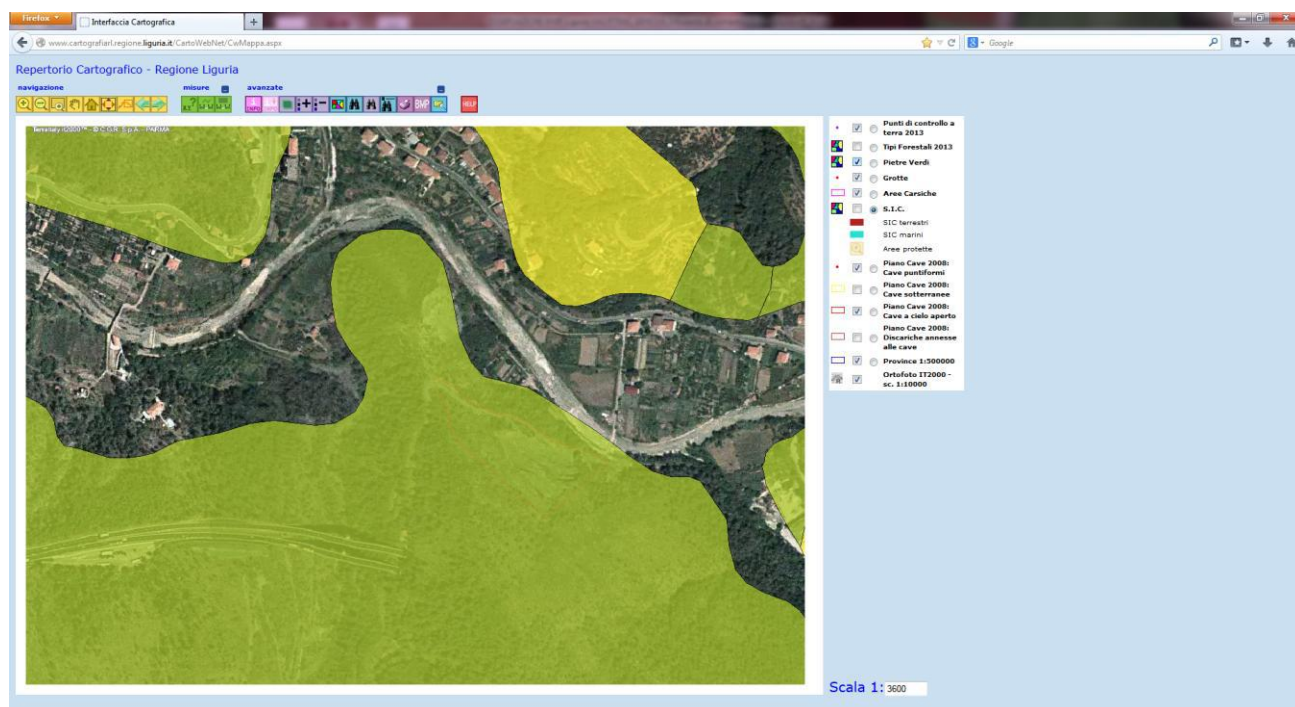 Firefox
Interfaccia Cartografica
www.cartografiarl.regione.liguria.it/CartoWebNet/CwMappa.aspx
Google
Repertorio Cartografico - Regione Liguria
navigazione misure avanzate
BMP HELP
C.G.R. S.p.A. - PARMA
Punti di controllo a
terra 2013
Tipi Forestali 2013
Pietre Verdi
Grotte
Aree Carsiche
S.I.C.
SIC terrestri
SIC marini
Aree protette
Piano Cave 2008:
Cave puntiformi
Piano Cave 2008:
Cave sotterranee
Piano Cave 2008:
Cave a cielo aperto
Piano Cave 2008:
Discariche annesse
alle cave
Province 1:500000
Ortofoto IT2000 -
sc. 1:10000
Scala 1: 3600